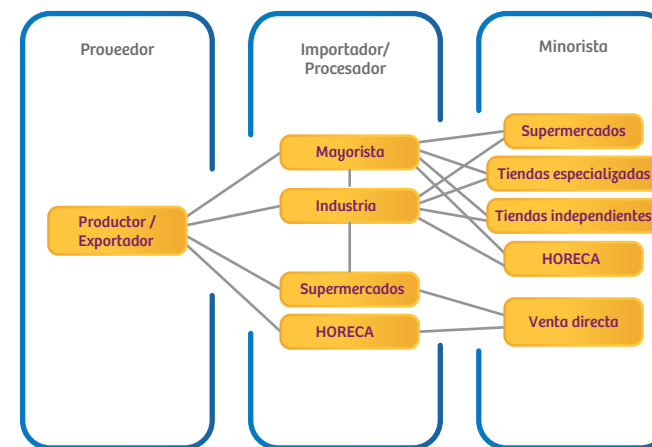 Proveedor
Importador/
Procesador
Minorista
Productor /
Exportador
Mayorista
Industria
Supermercados
HORECA
Supermercados
Tiendas especializadas
Tiendas independientes
HORECA
Venta directa